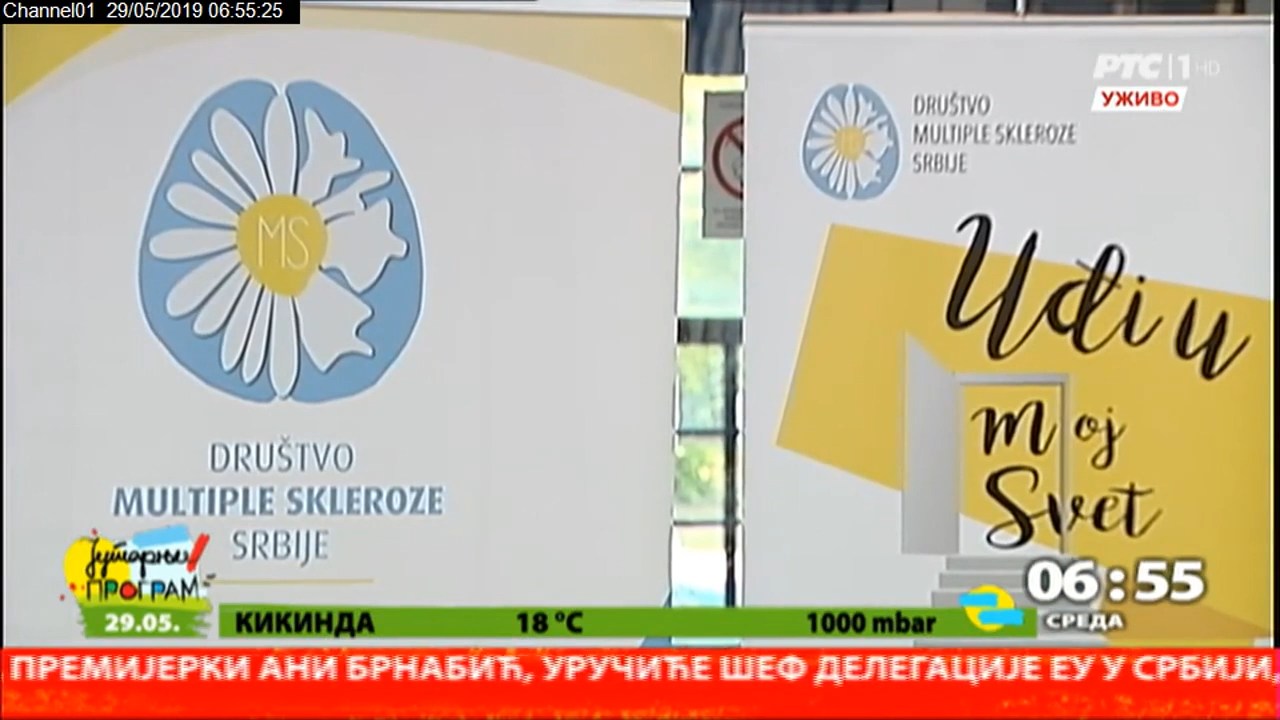 Channel01 29/05/2019 06:55:25
РТС|1 HD
УЖИВО
MS
DRUŠTVO
MULTIPLE SKLEROZE
SRBIJE
DRUŠTVO
MULTIPLE SKLEROZE
SRBIJE
Uđi u
moj
Svet
Јутарњи
ПРОГРАМ
29.05.
КИКИНДА 18 °C 1000 mbar
06:55
СРЕДА
ПРЕМИЈЕРКИ АНИ БРНАБИЋ, УРУЧИЋЕ ШЕФ ДЕЛЕГАЦИЈЕ ЕУ У СРБИЈИ,